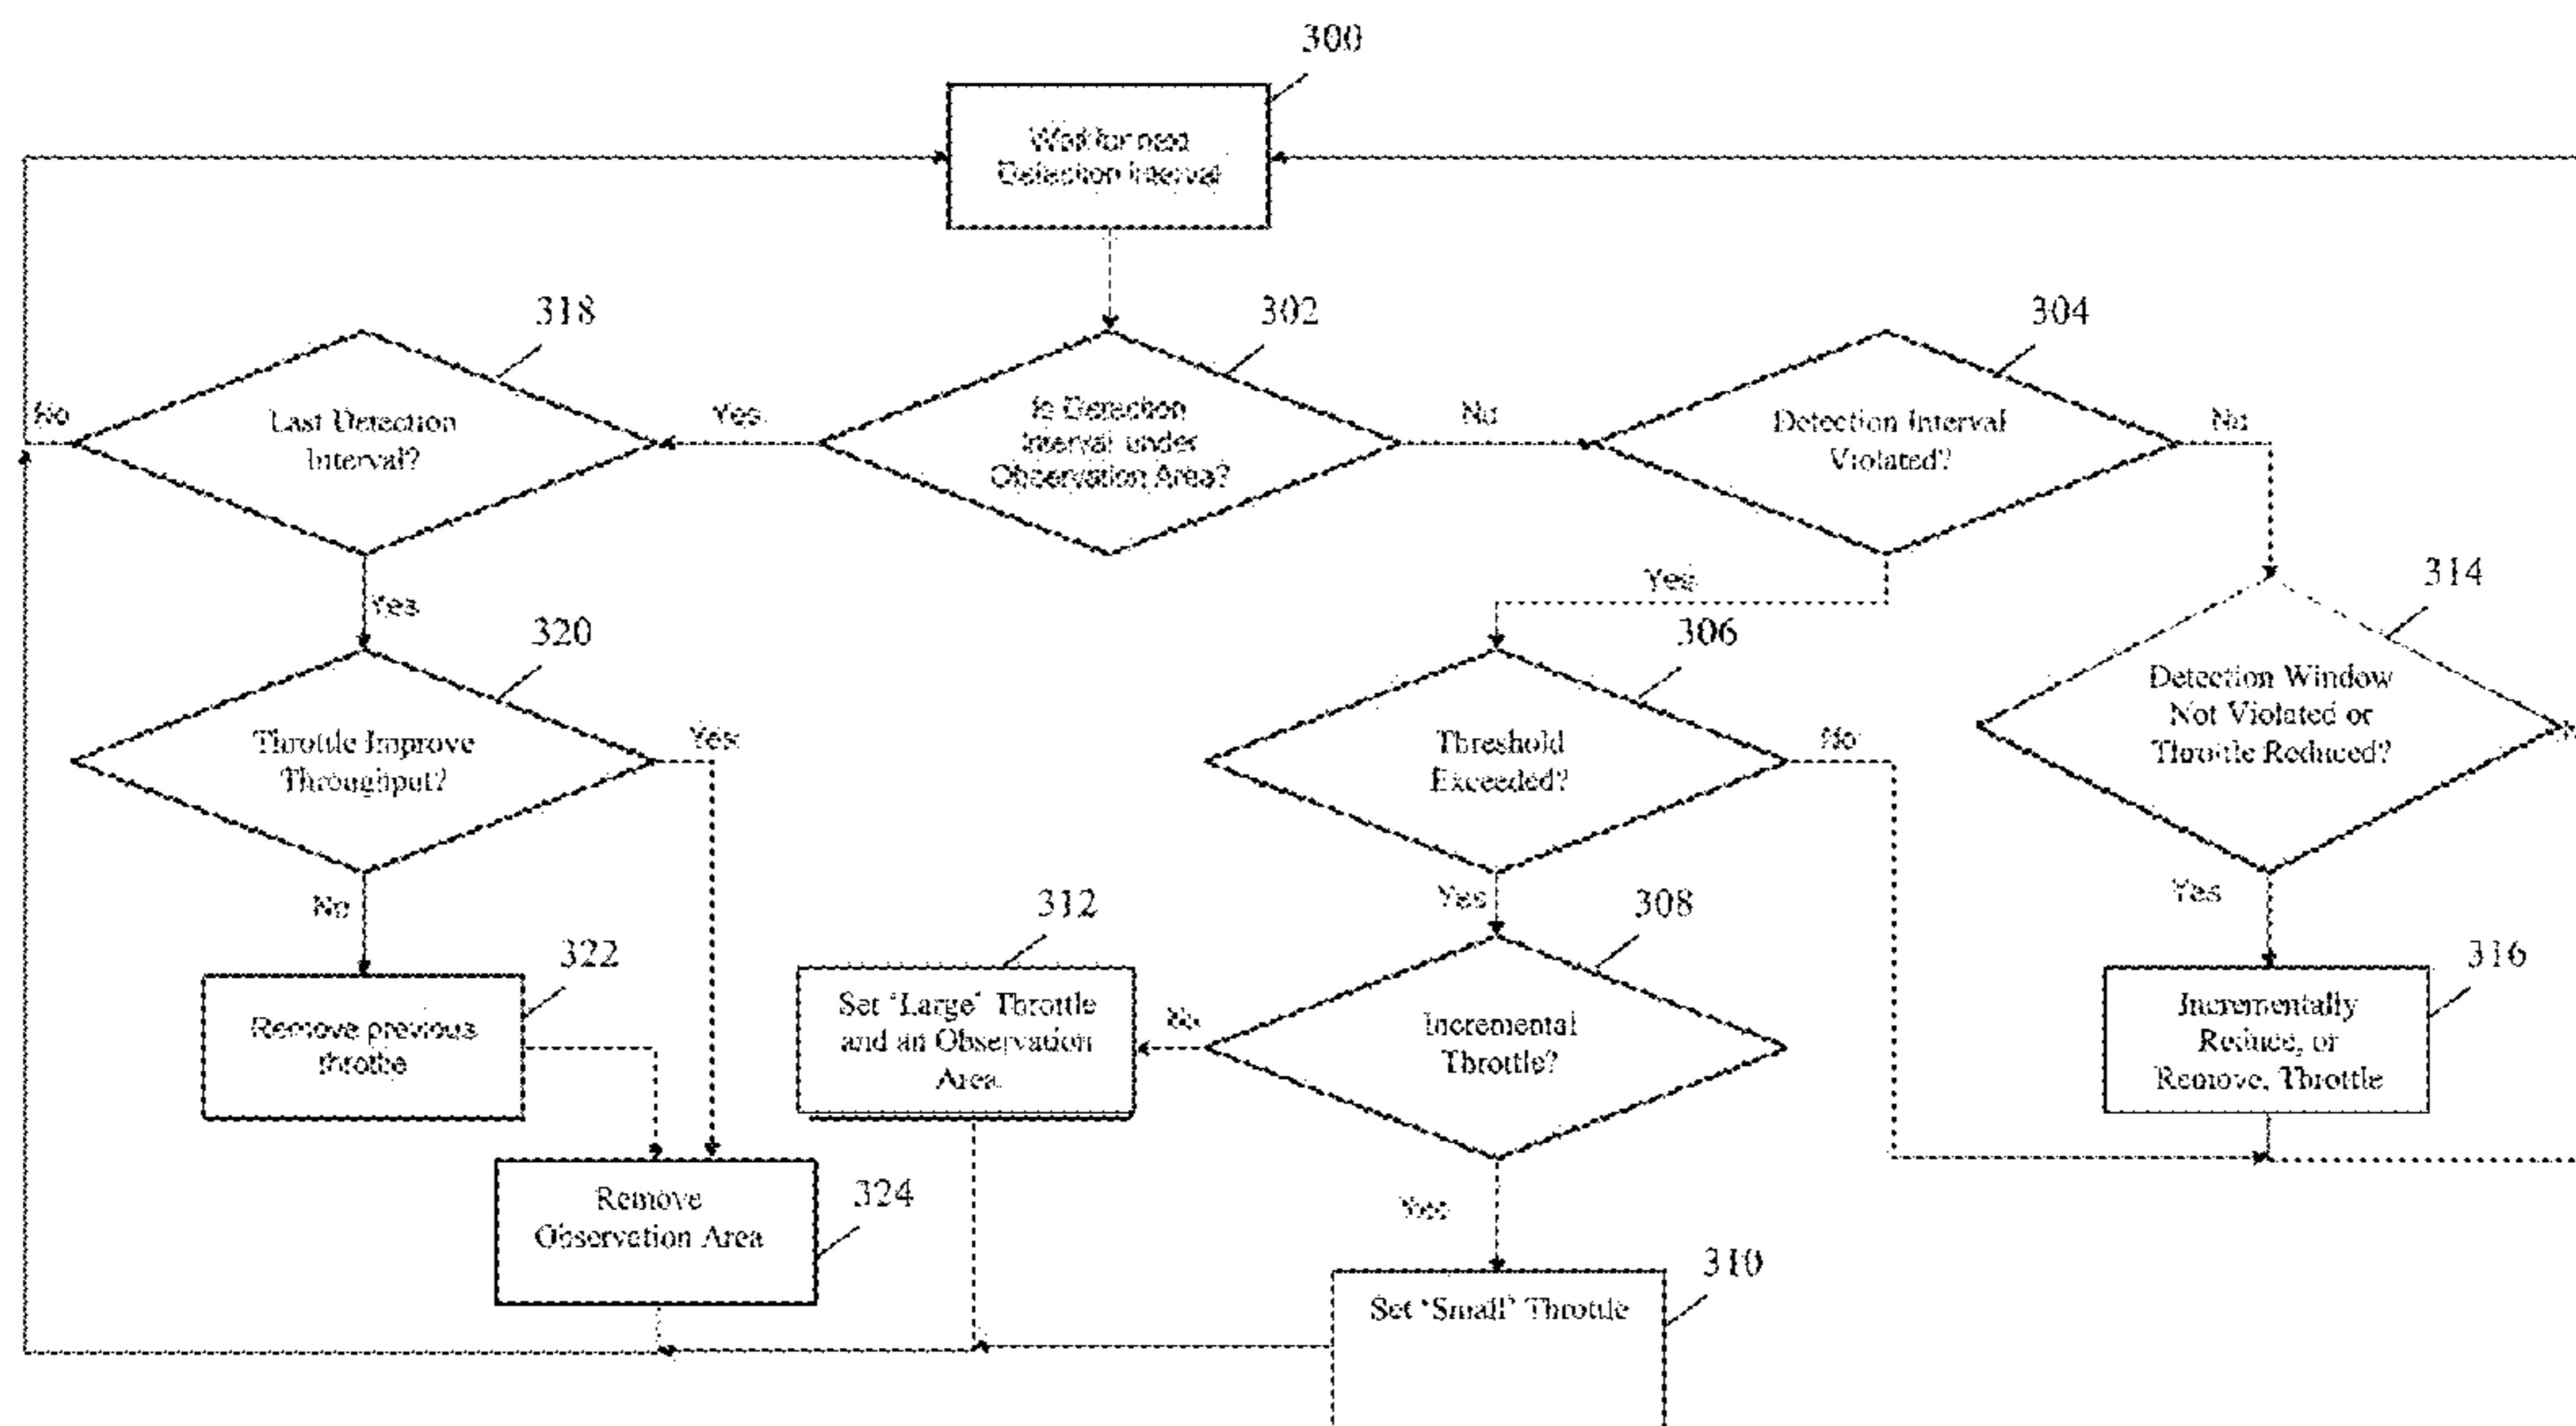 300
Wait for next
Detection Interval
318
302
304
No
Last Detection
Interval?
Yes
Is Detection
Interval under
Observation Area?
No
Detection Interval
Violated?
No
Yes
Yes
314
320
306
Throttle Improve
Throughput?
Yes
Threshold
Exceeded?
No
Detection Window
Not Violated or
Throttle Reduced?
No
Yes
Yes
312
308
322
316
Remove previous
throttle
Set 'Large' Throttle
and an Observation
Area
No
Incremental
Throttle?
Incrementally
Reduce, or
Remove, Throttle
Remove
Observation Area
324
Yes
310
Set 'Small' Throttle